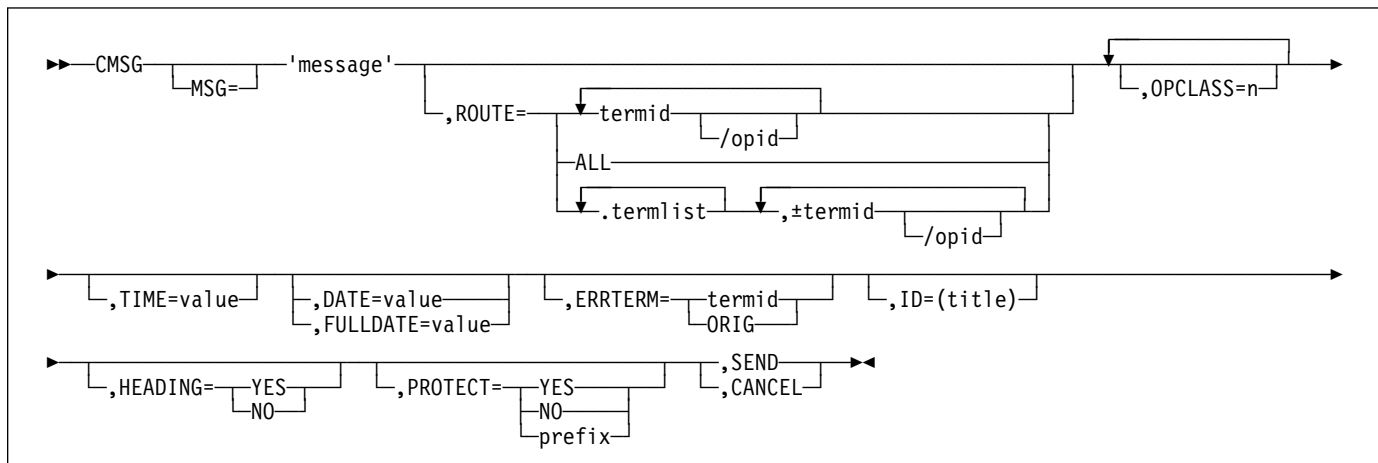 CMSG 'message'
MSG= ,ROUTE= termid ,OPCLASS=n
/opid
ALL
.termlist ,±termid
/opid
,TIME=value ,DATE=value ,ERRTERM= termid ,ID=(title)
,FULLDATE=value ORIG
,SEND
,HEADING= YES ,PROTECT= YES ,CANCEL
NO NO
prefix